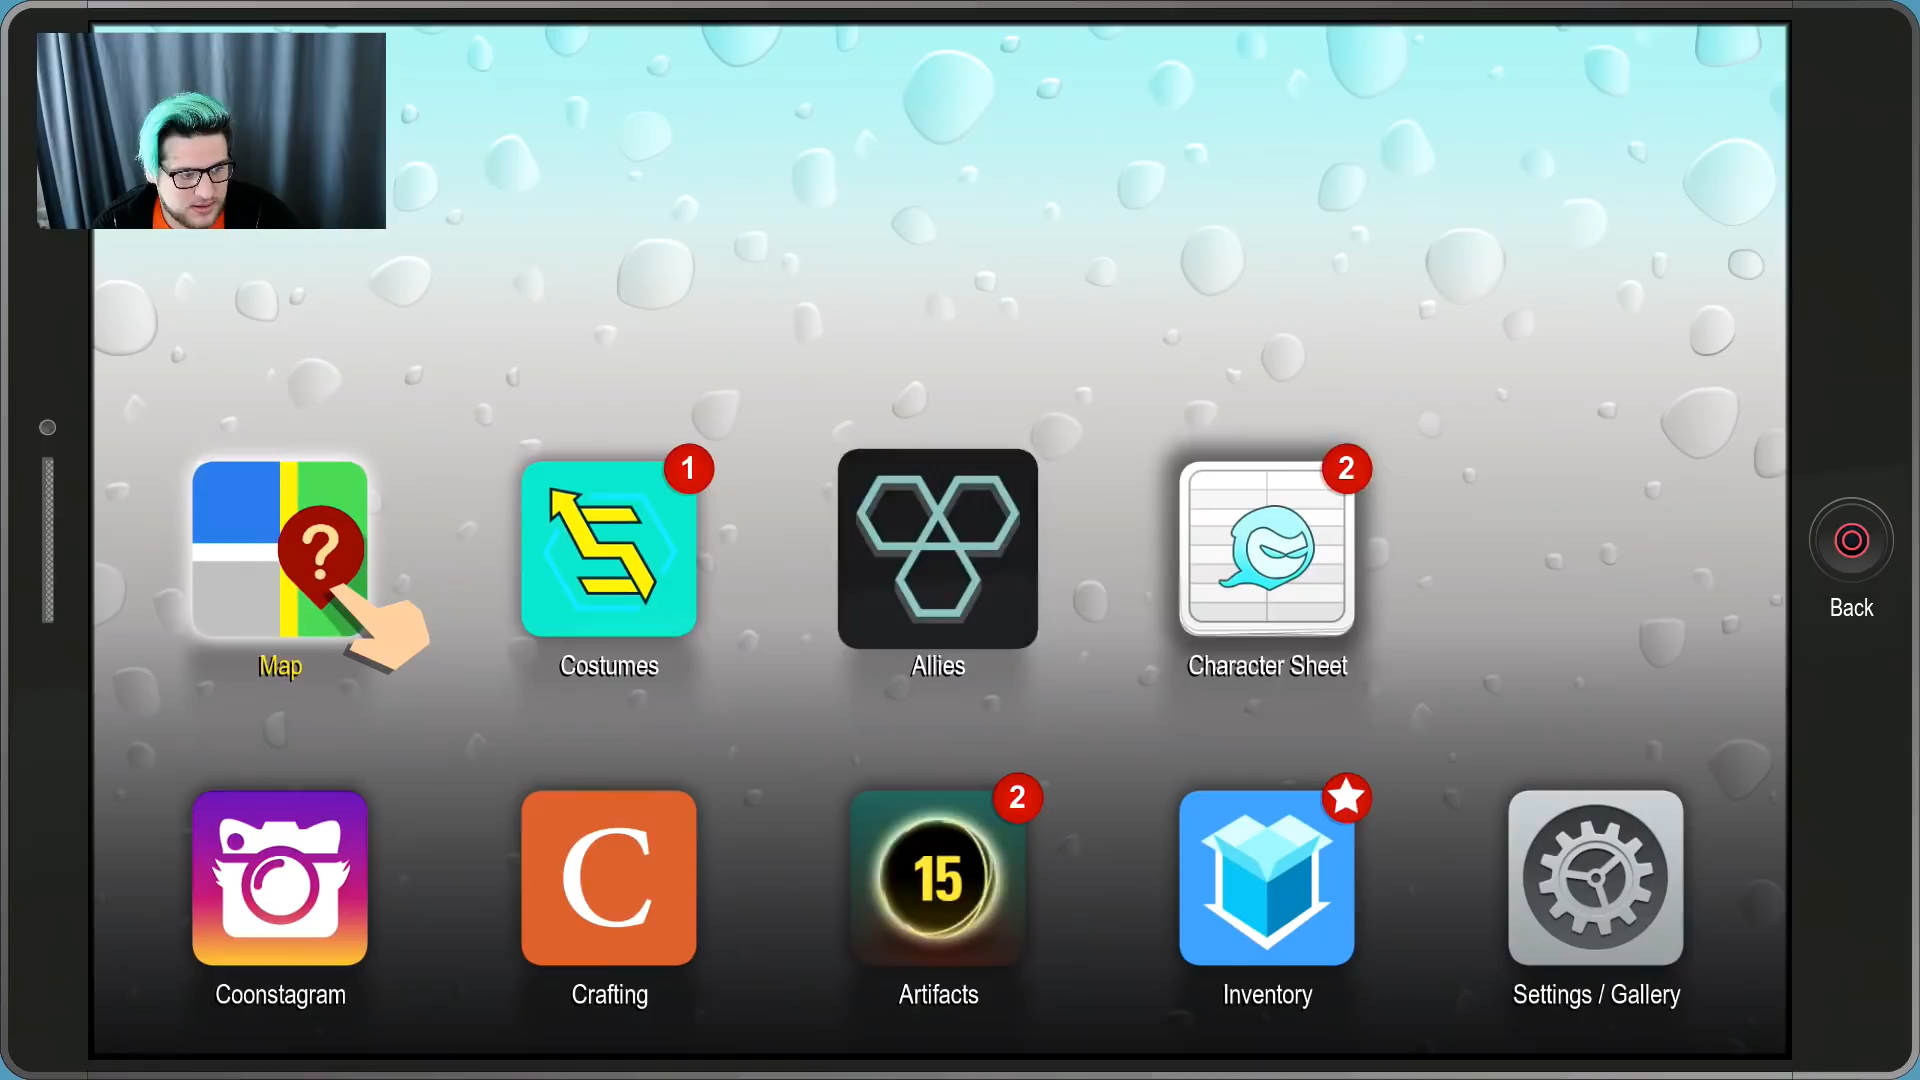 1
2
?
Map
Costumes
Allies
Character Sheet
Back
2
C
15
Coonstagram
Crafting
Artifacts
Inventory
Settings / Gallery